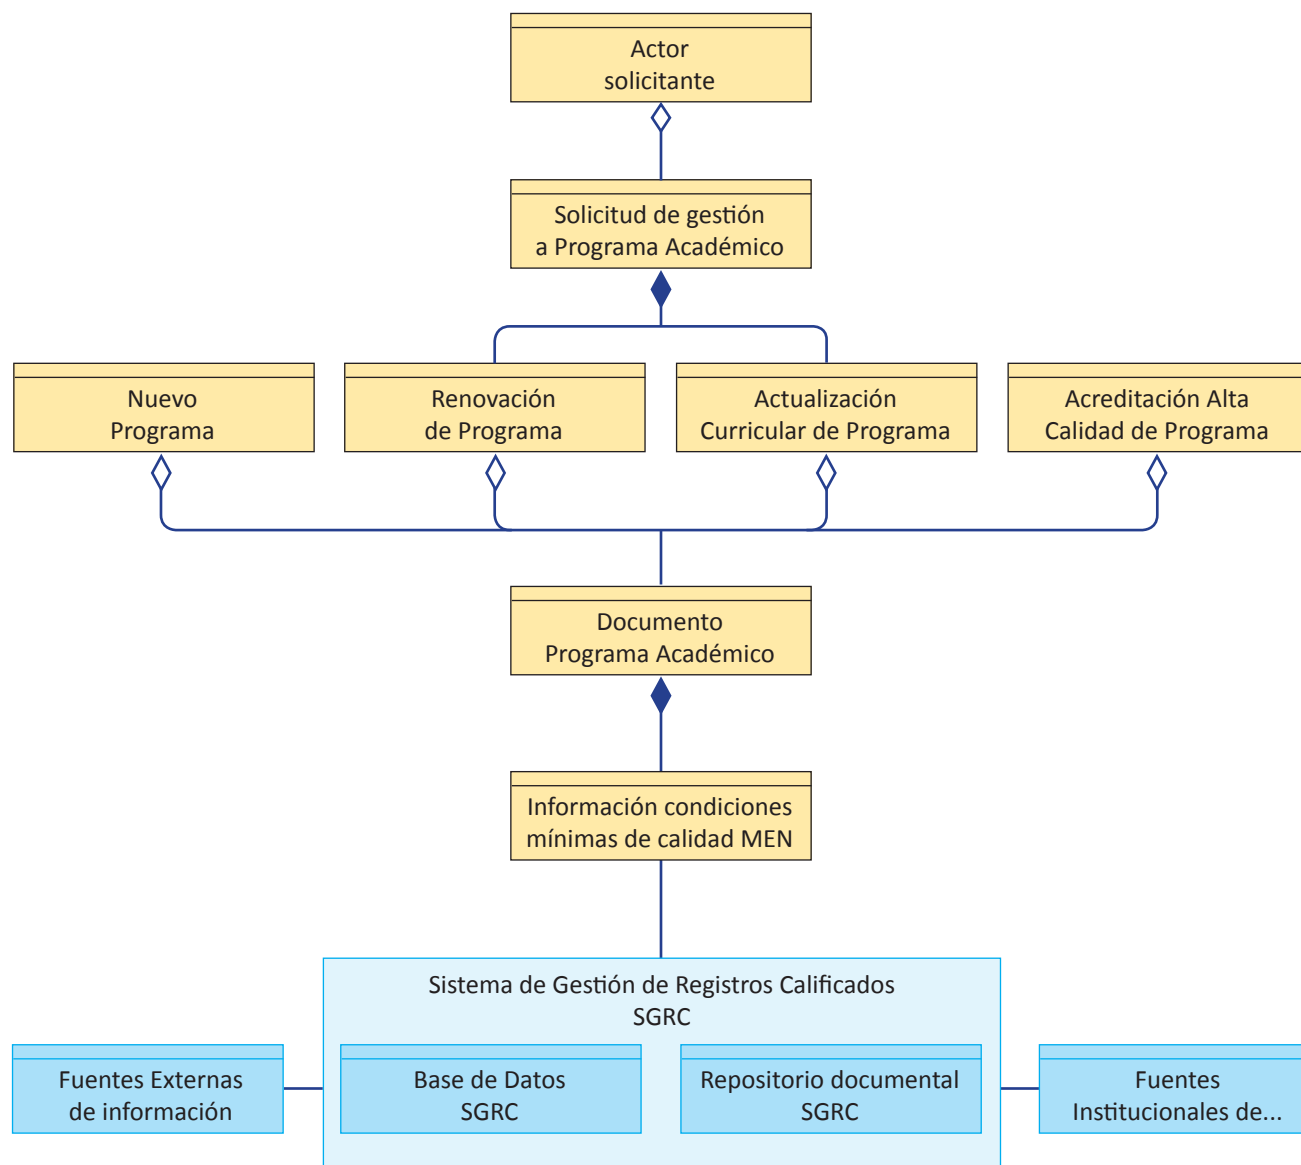 Actor
solicitante
Solicitud de gestión
a Programa Académico
Nuevo
Programa
Renovación
de Programa
Actualización
Curricular de Programa
Acreditación Alta
Calidad de Programa
Documento
Programa Académico
Información condiciones
mínimas de calidad MEN
Sistema de Gestión de Registros Calificados
SGRC
Fuentes Externas
de información
Base de Datos
SGRC
Repositorio documental
SGRC
Fuentes
Institucionales de...